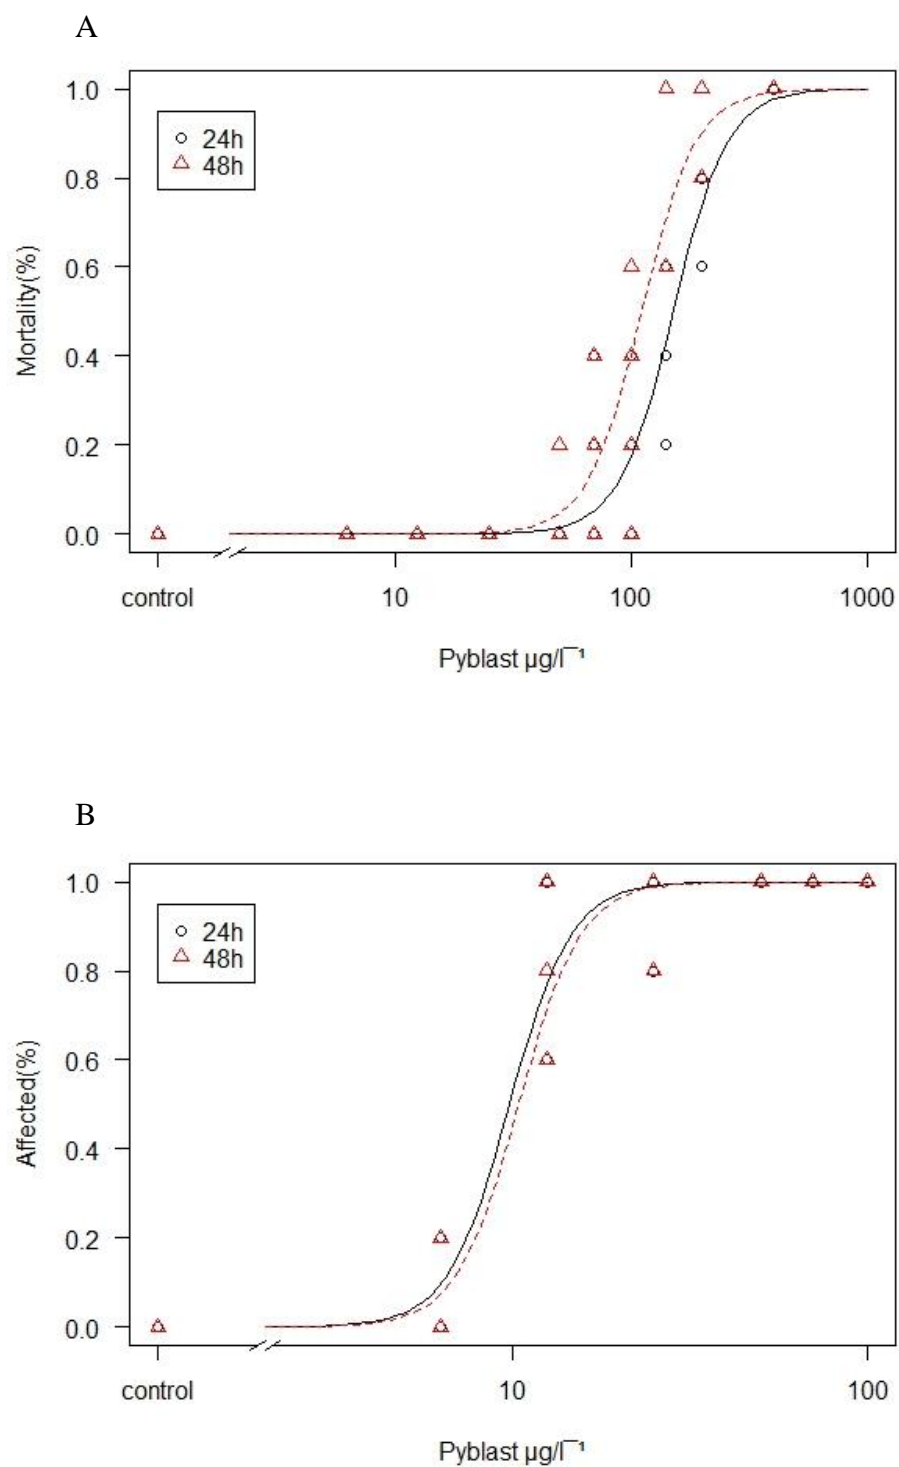 A
1.0
0.8
0.6
0.4
0.2
0.0
Mortality(%)
24h
48h
control 10 100 1000
Pyblast µg/l¯¹
B
1.0
0.8
0.6
0.4
0.2
0.0
Affected(%)
24h
48h
control 10 100
Pyblast µg/l¯¹